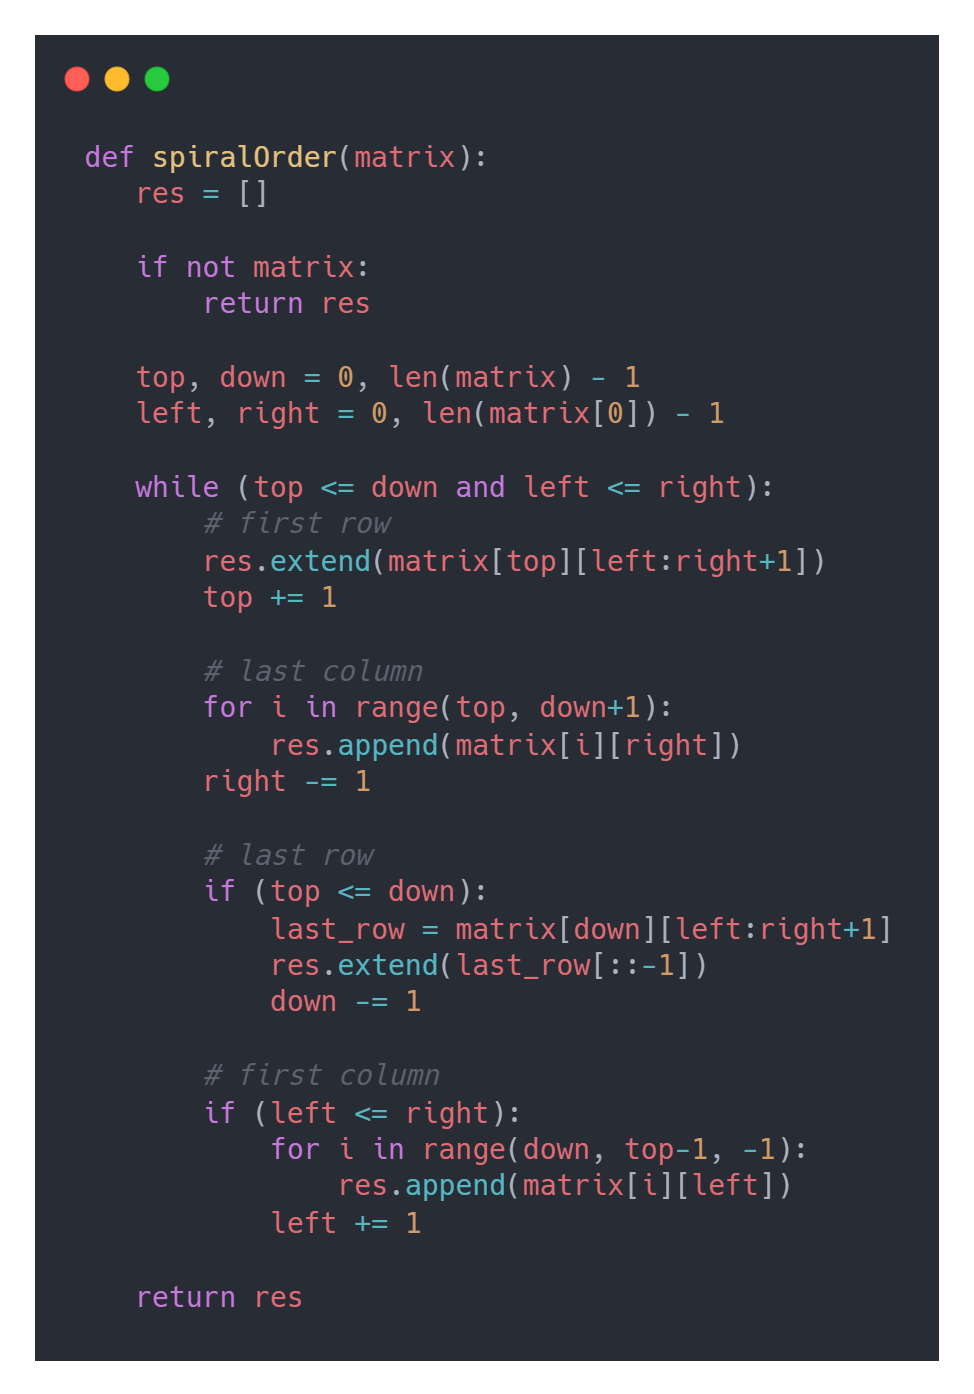 def spiralOrder(matrix):
   res = []

   if not matrix:
       return res

   top, down = 0, len(matrix) - 1
   left, right = 0, len(matrix[0]) - 1

   while (top <= down and left <= right):
       # first row
       res.extend(matrix[top][left:right+1])
       top += 1

       # last column
       for i in range(top, down+1):
           res.append(matrix[i][right])
       right -= 1

       # last row
       if (top <= down):
           last_row = matrix[down][left:right+1]
           res.extend(last_row[::-1])
           down -= 1

       # first column
       if (left <= right):
           for i in range(down, top-1, -1):
               res.append(matrix[i][left])
           left += 1

   return res